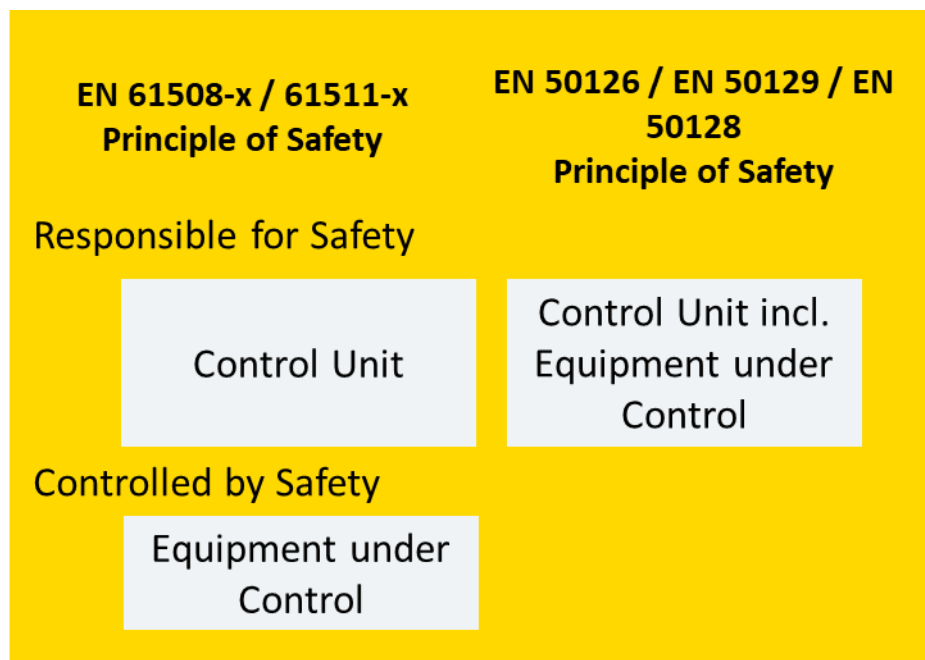 EN 61508-x / 61511-x
Principle of Safety
EN 50126 / EN 50129 / EN
50128
Principle of Safety
Responsible for Safety
Control Unit
Control Unit incl.
Equipment under
Control
Controlled by Safety
Equipment under
Control